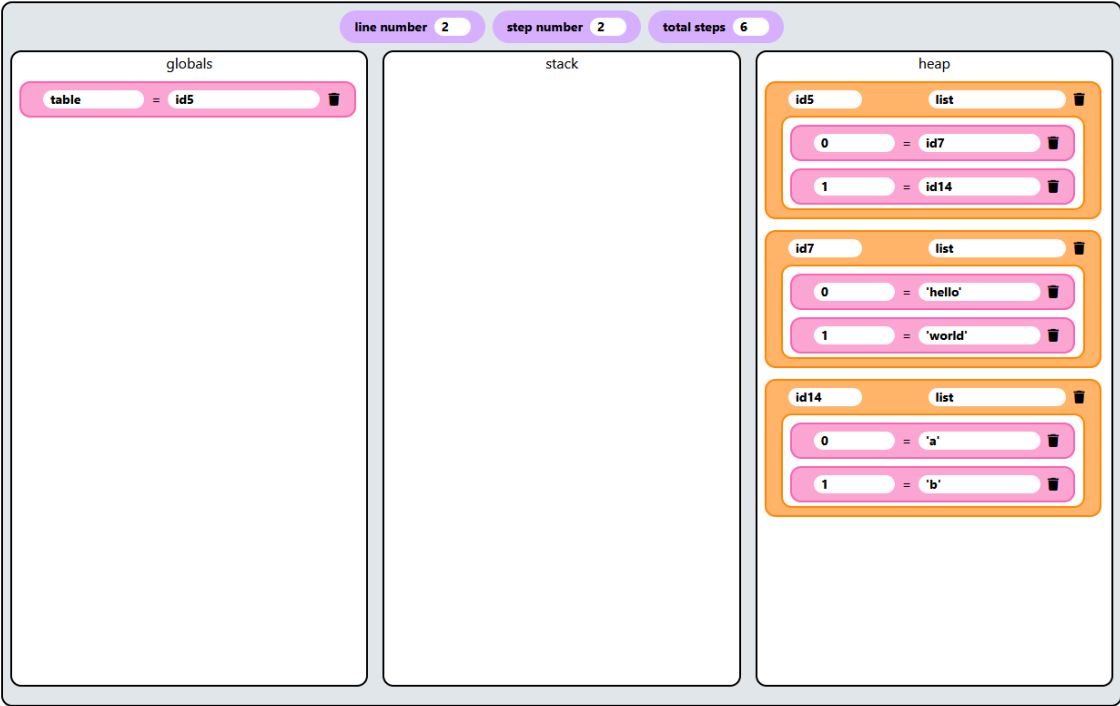 line number 2 step number 2 total steps 6
globals
table = id5
stack
heap
id5 list
0 = id7
1 = id14
id7 list
0 = 'hello'
1 = 'world'
id14 list
0 = 'a'
1 = 'b'